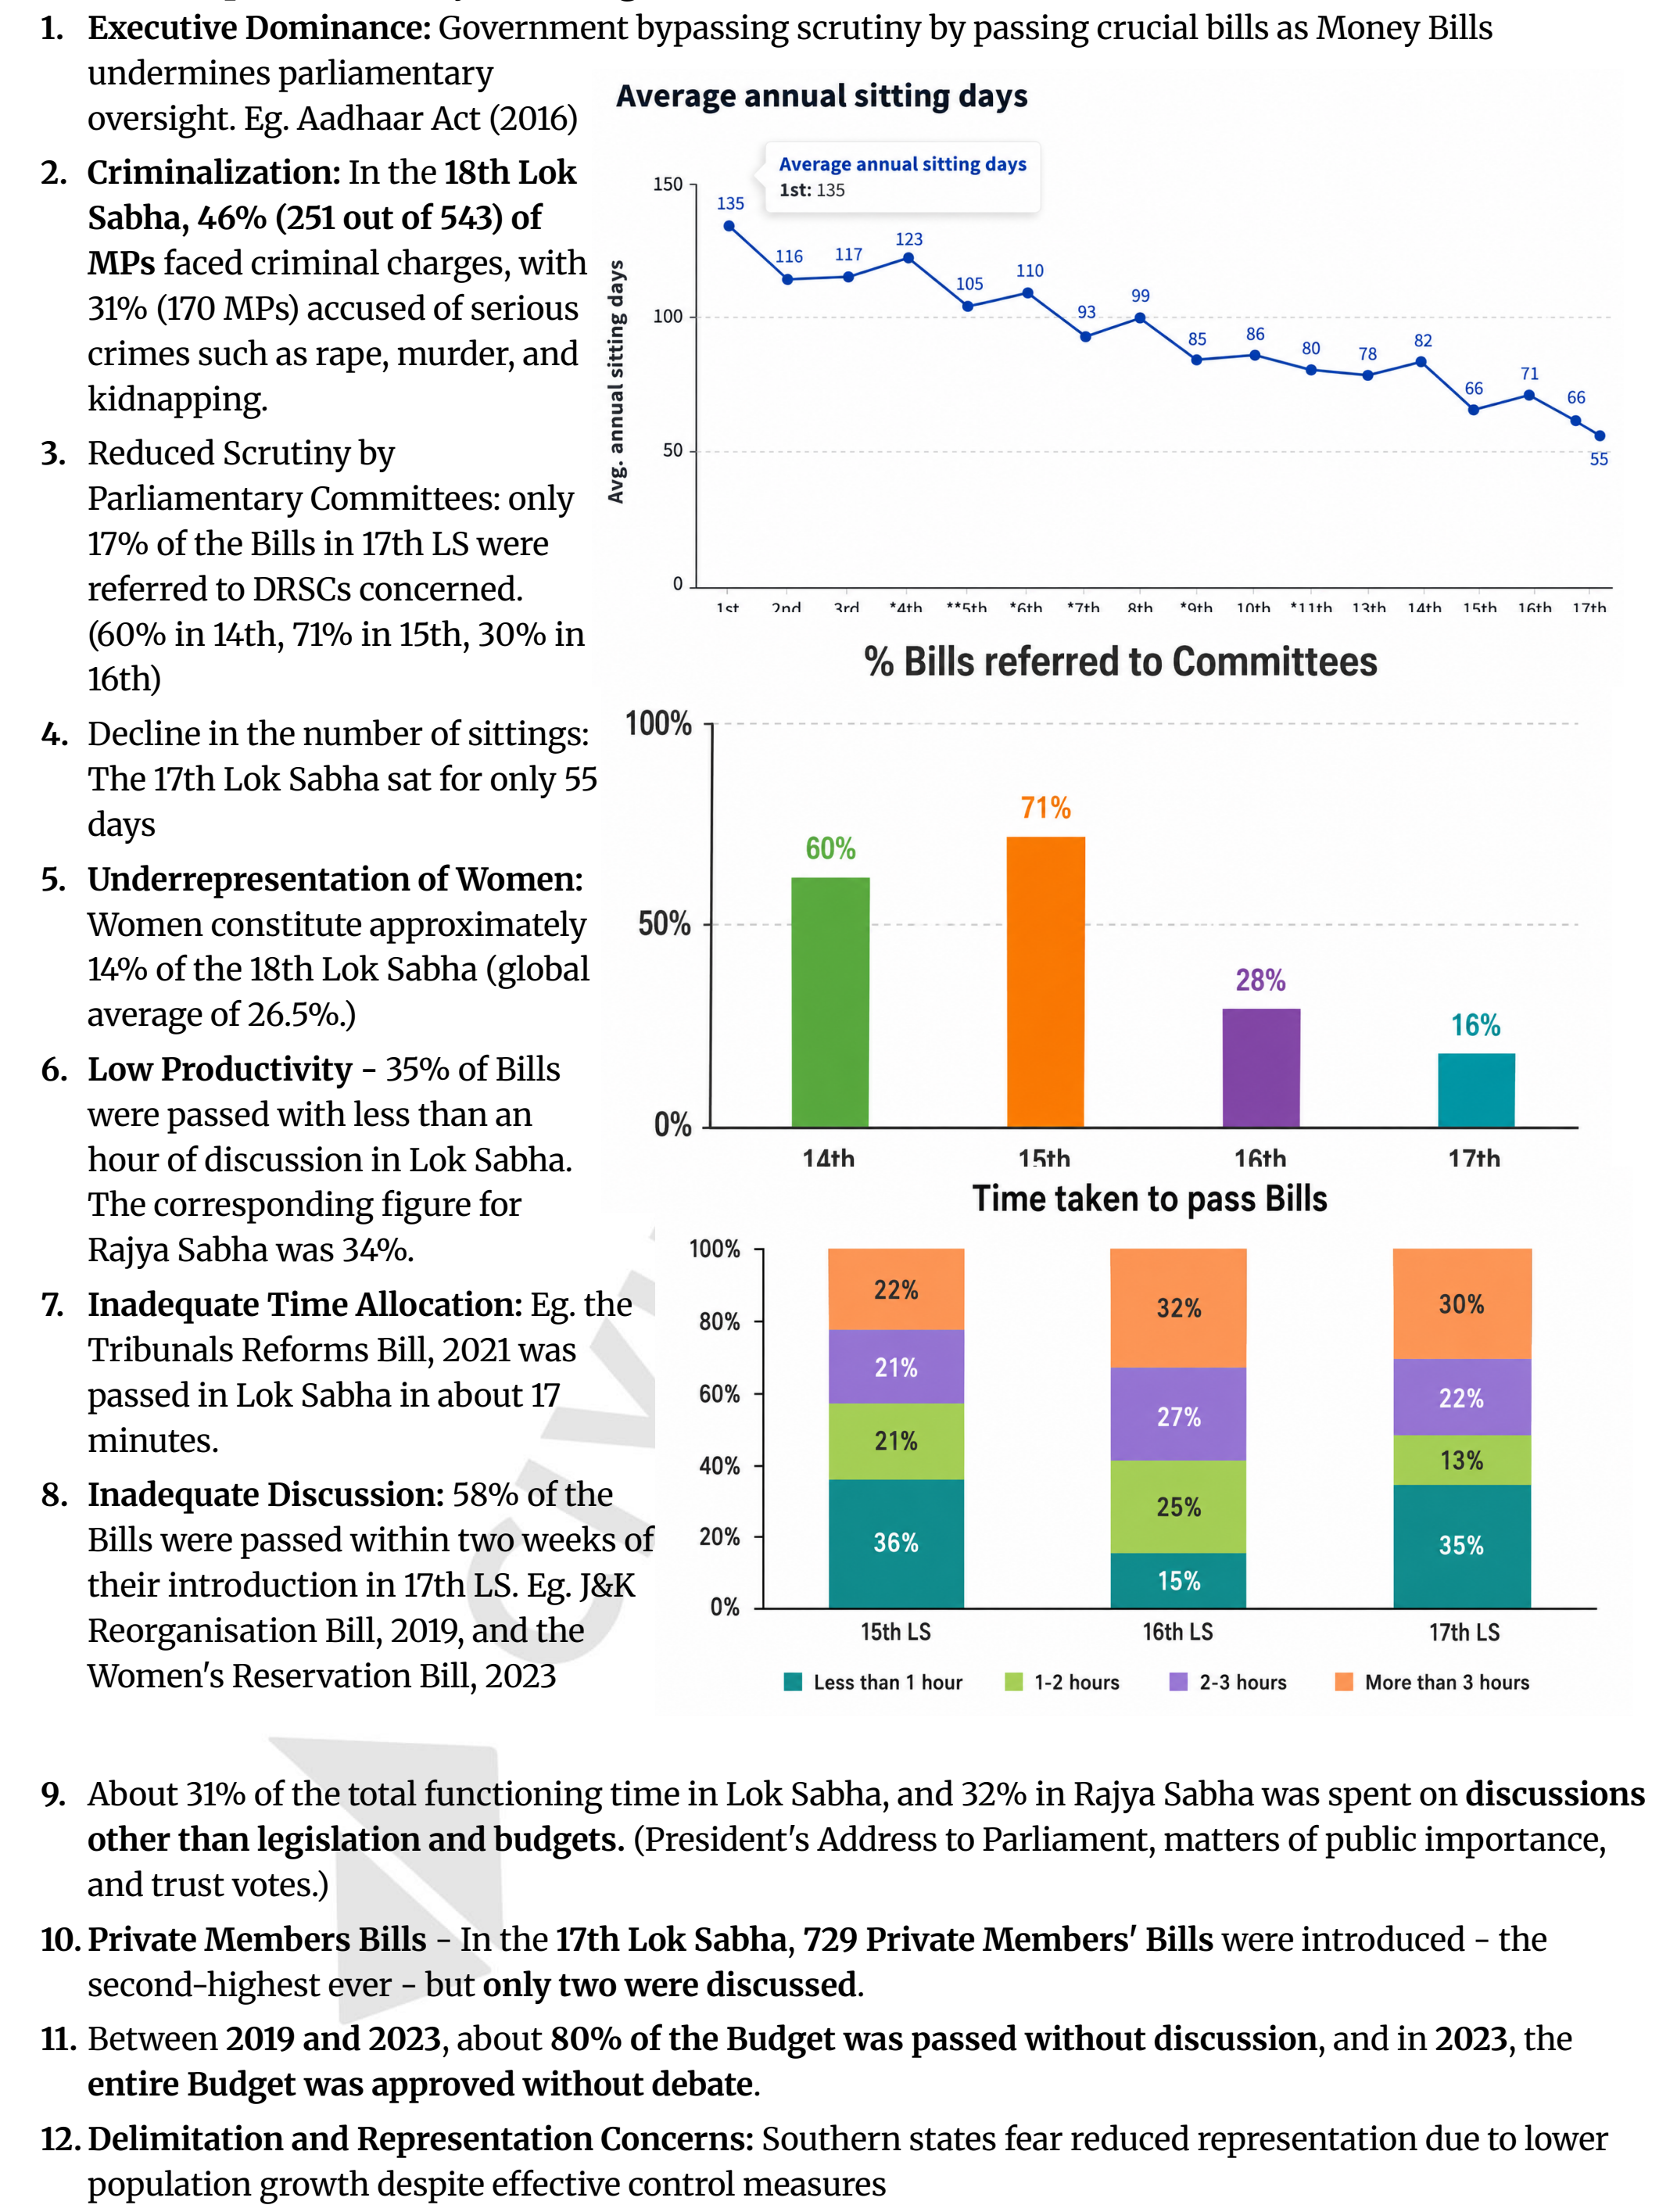 1. Executive Dominance: Government bypassing scrutiny by passing crucial bills as Money Bills
undermines parliamentary
oversight. Eg. Aadhaar Act (2016)
2. Criminalization: In the 18th Lok
Sabha, 46% (251 out of 543) of
MPs faced criminal charges, with
31% (170 MPs) accused of serious
crimes such as rape, murder, and
kidnapping.
3. Reduced Scrutiny by
Parliamentary Committees: only
17% of the Bills in 17th LS were
referred to DRSCs concerned.
(60% in 14th, 71% in 15th, 30% in
16th)
4. Decline in the number of sittings:
The 17th Lok Sabha sat for only 55
days
5. Underrepresentation of Women:
Women constitute approximately
14% of the 18th Lok Sabha (global
average of 26.5%.)
6. Low Productivity - 35% of Bills
were passed with less than an
hour of discussion in Lok Sabha.
The corresponding figure for
Rajya Sabha was 34%.
7. Inadequate Time Allocation: Eg. the
Tribunals Reforms Bill, 2021 was
passed in Lok Sabha in about 17
minutes.
8. Inadequate Discussion: 58% of the
Bills were passed within two weeks of
their introduction in 17th LS. Eg. J&K
Reorganisation Bill, 2019, and the
Women's Reservation Bill, 2023
Average annual sitting days
Average annual sitting days
1st: 135
Avg. annual sitting days
150
100
50
0
135
116
117
123
105
110
93
99
85
86
80
78
82
66
71
66
55
1st 2nd 3rd *4th **5th *6th *7th 8th *9th 10th *11th 13th 14th 15th 16th 17th
% Bills referred to Committees
100%
50%
0%
60%
71%
28%
16%
14th 15th 16th 17th
Time taken to pass Bills
100%
80%
60%
40%
20%
0%
22%
21%
21%
36%
32%
27%
25%
15%
30%
22%
13%
35%
15th LS 16th LS 17th LS
Less than 1 hour 1-2 hours 2-3 hours More than 3 hours
9. About 31% of the total functioning time in Lok Sabha, and 32% in Rajya Sabha was spent on discussions
other than legislation and budgets. (President's Address to Parliament, matters of public importance,
and trust votes.)
10. Private Members Bills - In the 17th Lok Sabha, 729 Private Members' Bills were introduced - the
second-highest ever - but only two were discussed.
11. Between 2019 and 2023, about 80% of the Budget was passed without discussion, and in 2023, the
entire Budget was approved without debate.
12. Delimitation and Representation Concerns: Southern states fear reduced representation due to lower
population growth despite effective control measures